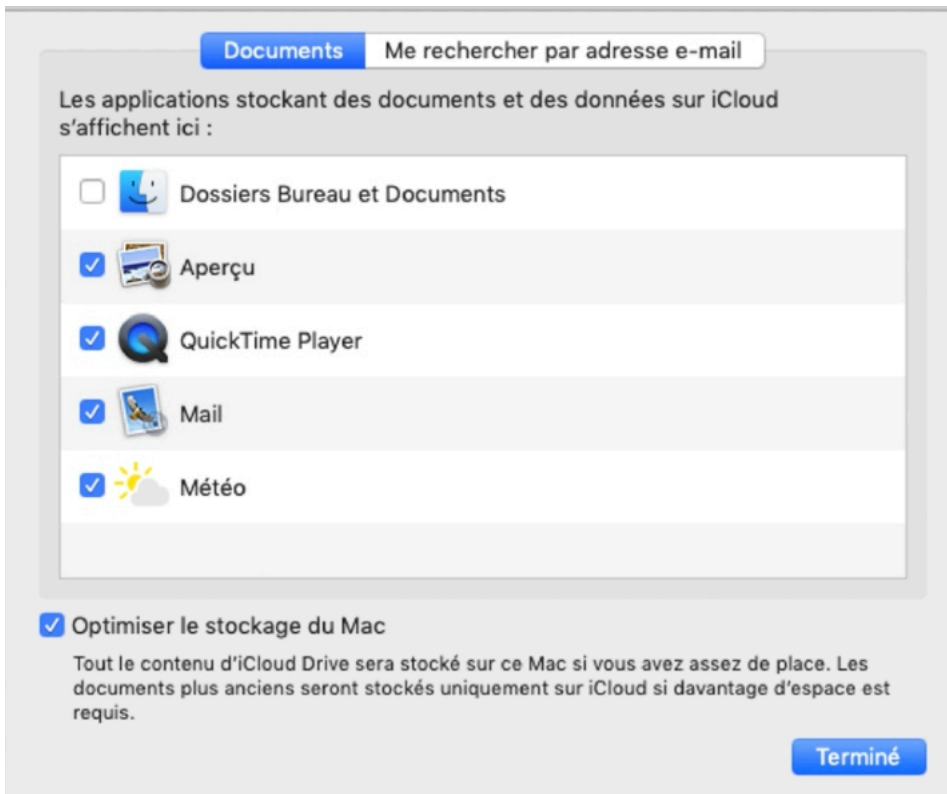 Documents
Me rechercher par adresse e-mail
Les applications stockant des documents et des données sur iCloud
s'affichent ici :
Dossiers Bureau et Documents
Aperçu
QuickTime Player
Mail
Météo
Optimiser le stockage du Mac
Tout le contenu d'iCloud Drive sera stocké sur ce Mac si vous avez assez de place. Les
documents plus anciens seront stockés uniquement sur iCloud si davantage d'espace est
requis.
Terminé